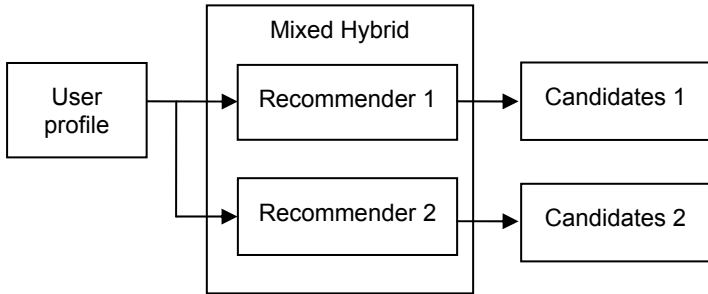 Mixed Hybrid
User
profile
Recommender 1
Candidates 1
Recommender 2
Candidates 2